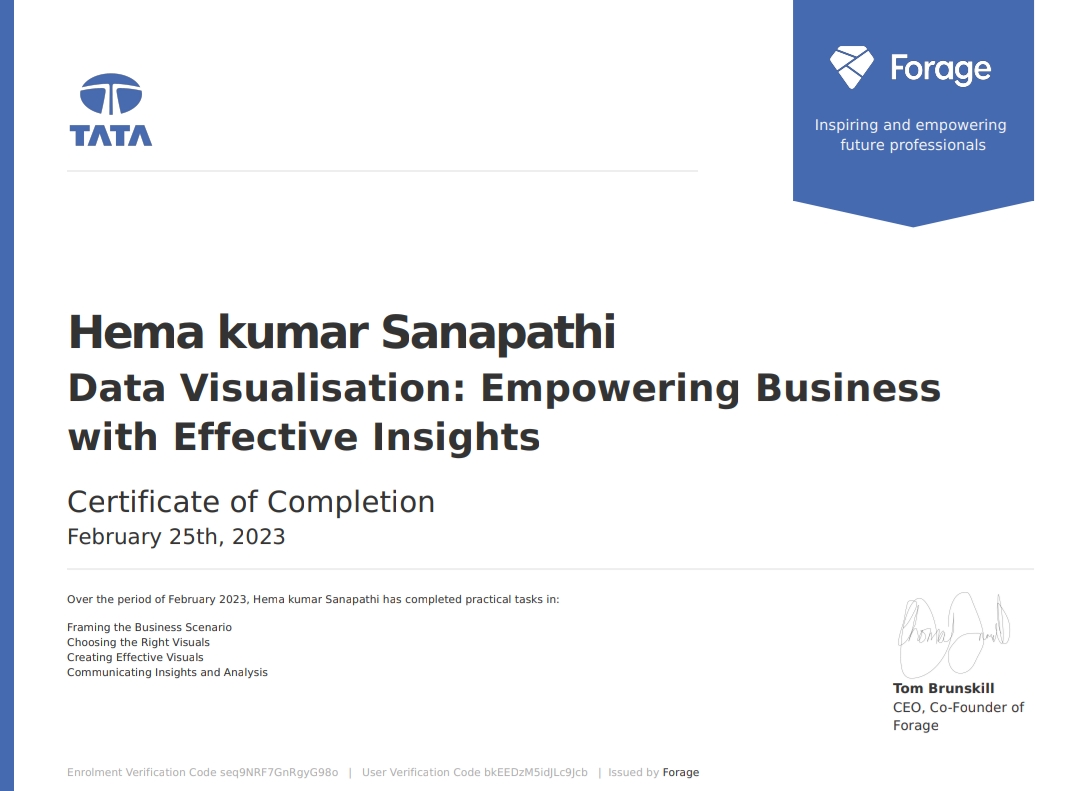 TATA
Forage
Inspiring and empowering
future professionals
Hema kumar Sanapathi
Data Visualisation: Empowering Business
with Effective Insights
Certificate of Completion
February 25th, 2023
Over the period of February 2023, Hema kumar Sanapathi has completed practical tasks in:
Framing the Business Scenario
Choosing the Right Visuals
Creating Effective Visuals
Communicating Insights and Analysis
Tom Brunskill
CEO, Co-Founder of
Forage
Enrolment Verification Code seq9NRF7GnRgyG98o | User Verification Code bkEEDzM5idJLc9Jcb | Issued by Forage